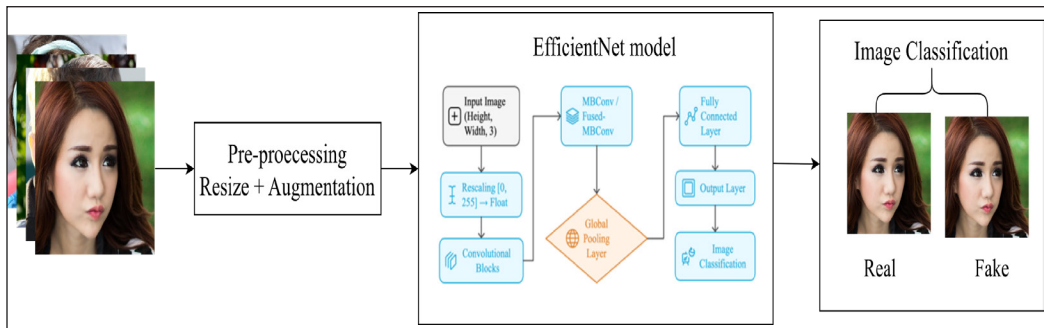 Pre-proecessing
Resize + Augmentation
EfficientNet model
Input Image
(Height,
Width, 3)
Rescaling [0,
255] → Float
Convolutional
Blocks
MBConv /
Fused-
MBConv
Global
Pooling
Layer
Fully
Connected
Layer
Output Layer
Image
Classification
Image Classification
Real
Fake